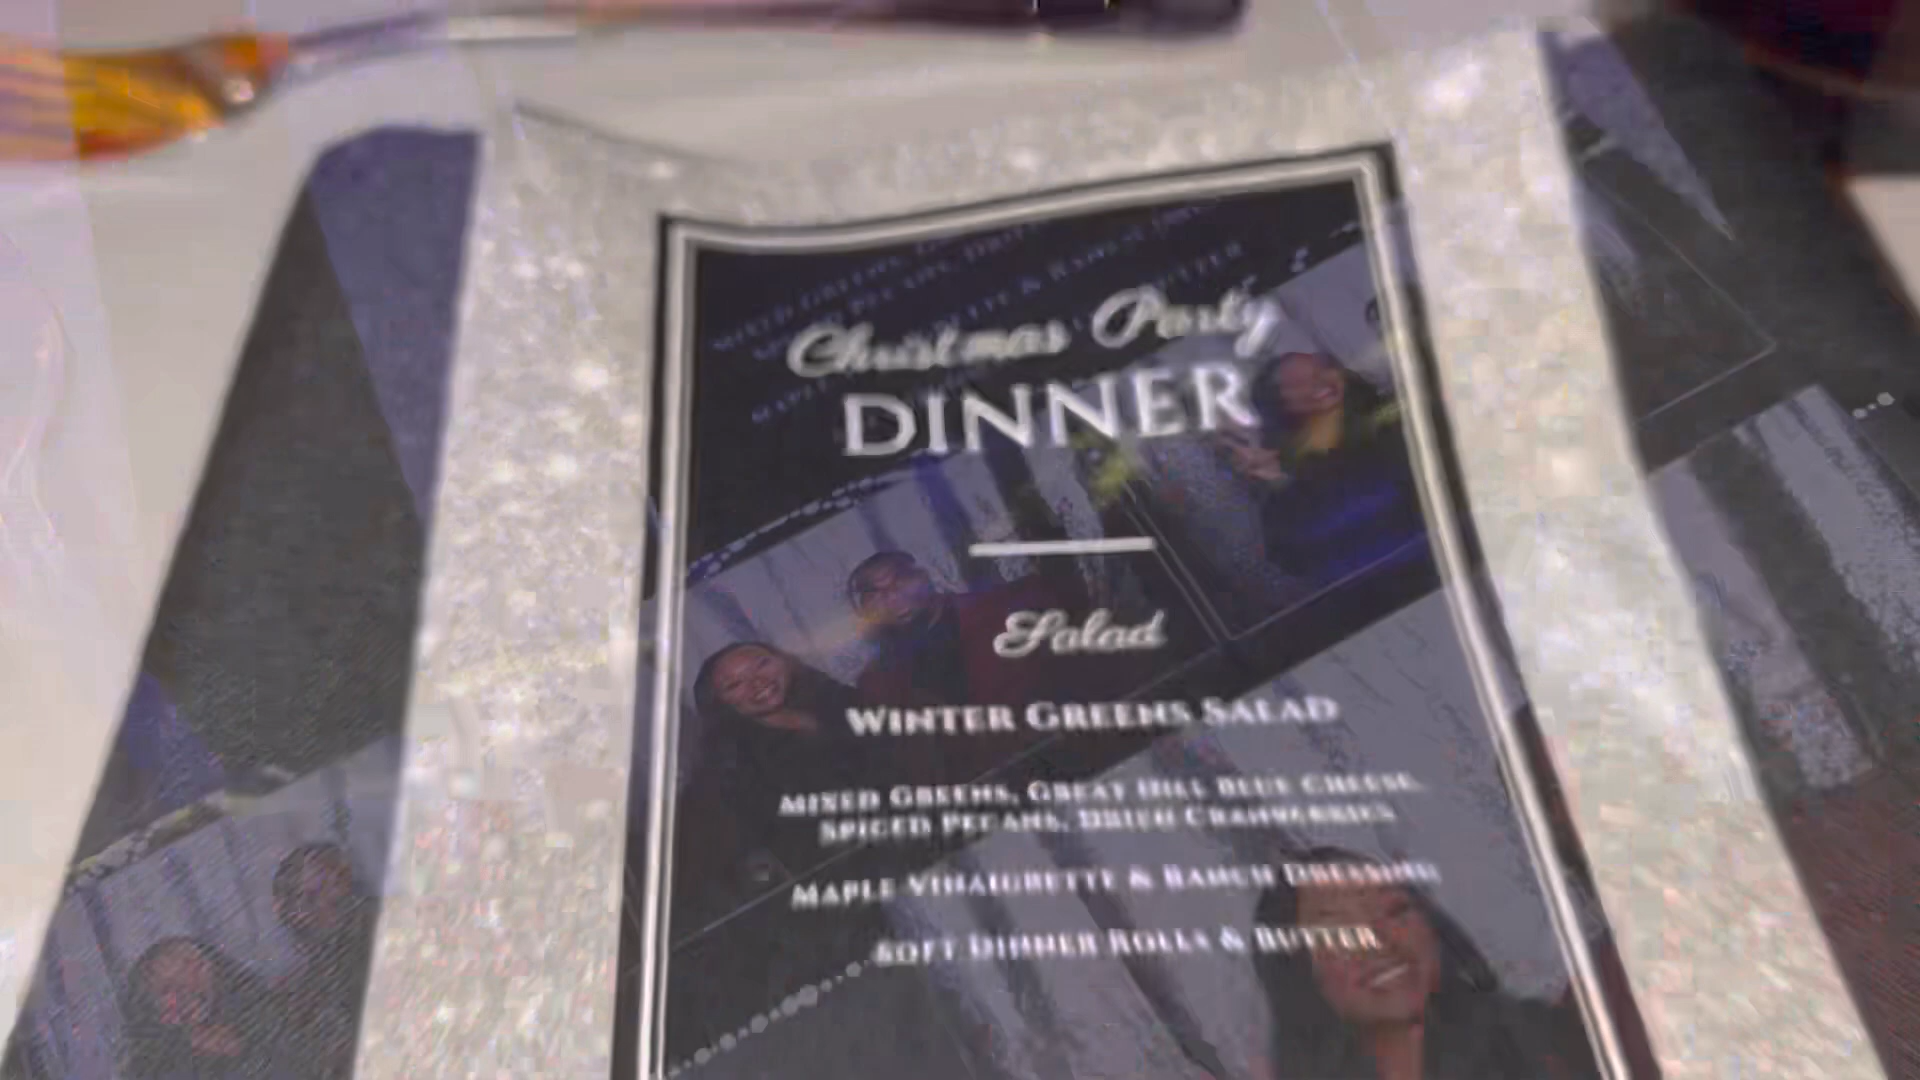 Christmas Party
DINNER
Salad
WINTER GREENS SALAD
MIXED GREENS, GREAT HILL BLUE CHEESE,
SPICED PECANS, DRIED CRANBERRIES
MAPLE VINAIGRETTE & RANCH DRESSING
SOFT DINNER ROLLS & BUTTER